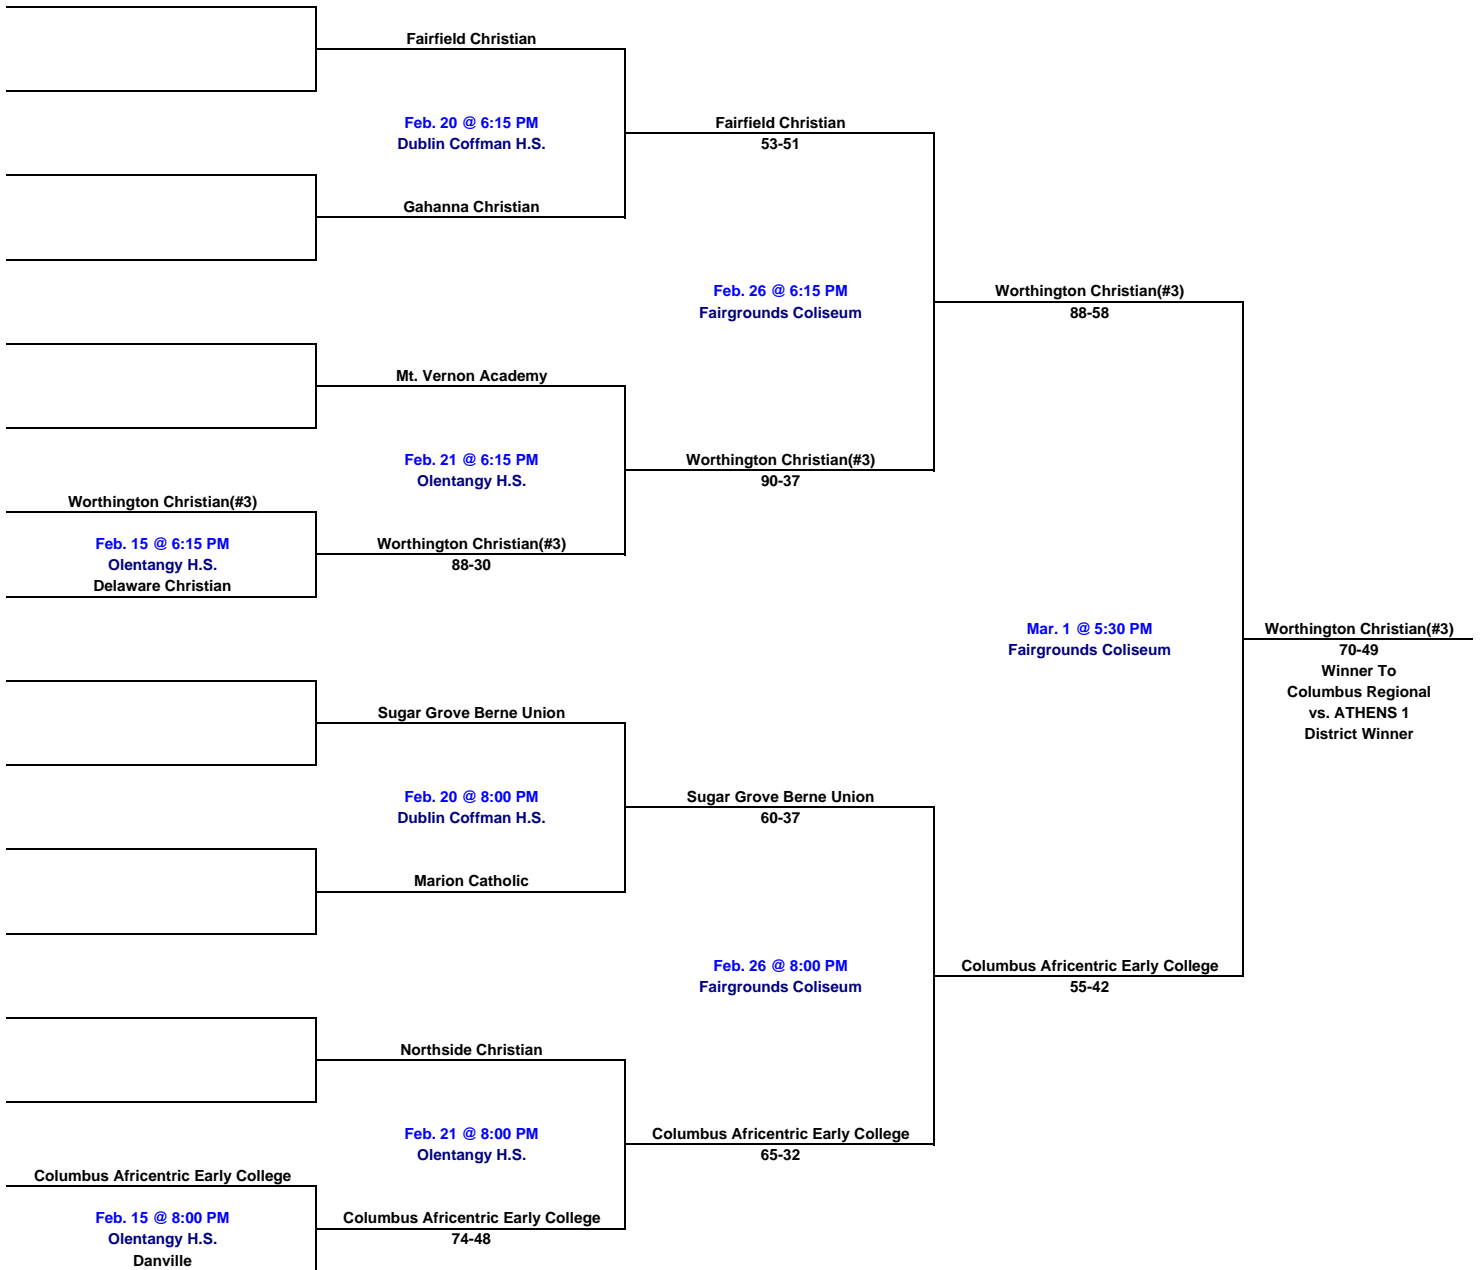 Fairfield Christian
Feb. 20 @ 6:15 PM
Dublin Coffman H.S.
Fairfield Christian
53-51
Gahanna Christian
Feb. 26 @ 6:15 PM
Fairgrounds Coliseum
Worthington Christian(#3)
88-58
Mt. Vernon Academy
Feb. 21 @ 6:15 PM
Olentangy H.S.
Worthington Christian(#3)
90-37
Worthington Christian(#3)
Feb. 15 @ 6:15 PM
Olentangy H.S.
Delaware Christian
Worthington Christian(#3)
88-30
Mar. 1 @ 5:30 PM
Fairgrounds Coliseum
Worthington Christian(#3)
70-49
Winner To
Columbus Regional
vs. ATHENS 1
District Winner
Sugar Grove Berne Union
Feb. 20 @ 8:00 PM
Dublin Coffman H.S.
Sugar Grove Berne Union
60-37
Marion Catholic
Feb. 26 @ 8:00 PM
Fairgrounds Coliseum
Columbus Africentric Early College
55-42
Northside Christian
Feb. 21 @ 8:00 PM
Olentangy H.S.
Columbus Africentric Early College
65-32
Columbus Africentric Early College
Feb. 15 @ 8:00 PM
Olentangy H.S.
Danville
Columbus Africentric Early College
74-48